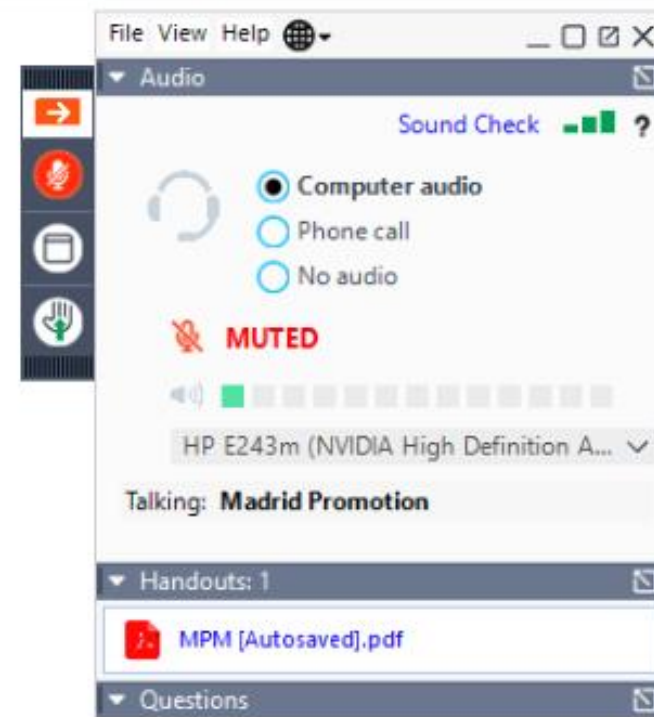 File View Help
Audio
Sound Check ?
Computer audio
Phone call
No audio
MUTED
HP E243m (NVIDIA High Definition A...
Talking: Madrid Promotion
Handouts: 1
MPM [Autosaved].pdf
Questions